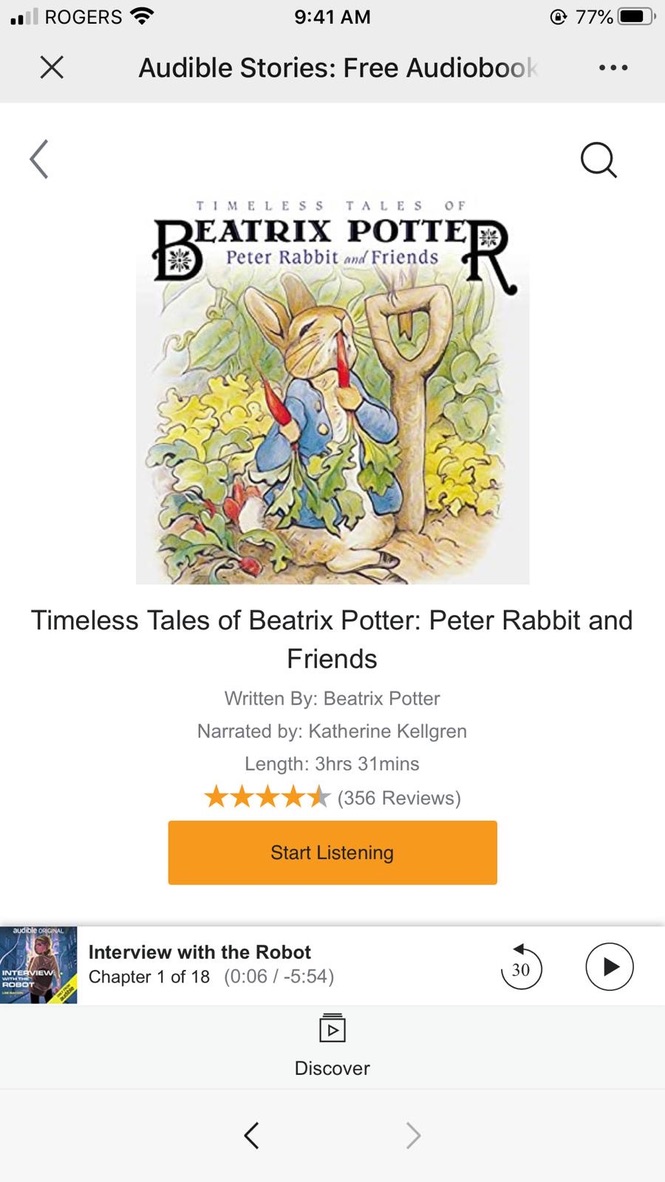 ROGERS 9:41 AM 77%
Audible Stories: Free Audiobook
TIMELESS TALES OF
BEATRIX POTTER
Peter Rabbit and Friends
Timeless Tales of Beatrix Potter: Peter Rabbit and
Friends
Written By: Beatrix Potter
Narrated by: Katherine Kellgren
Length: 3hrs 31mins
(356 Reviews)
Start Listening
audible ORIGINAL
INTERVIEW
WITH THE
ROBOT
Interview with the Robot
Chapter 1 of 18 (0:06 / -5:54)
30
Discover